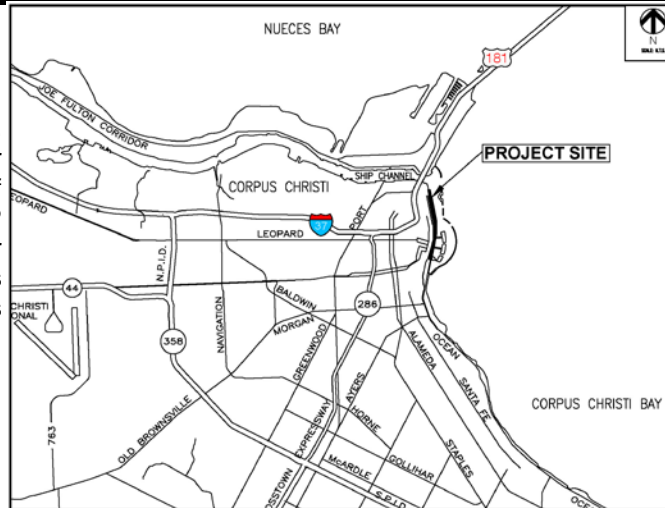 NUECES BAY
N
181
JOE FULTON CORRIDOR
PROJECT SITE
SHIP CHANNEL
CORPUS CHRISTI
PORT
37
LEOPARD
EOPARD
N.P.I.D.
44
BALDWIN
286
CHRISTI
ONAL
MORGAN
NAVIGATION
358
GREENWOOD
ALAMEDA
OCEAN
AYERS
SANTA FE
CORPUS CHRISTI BAY
HORNE
763
OLD BROWNSVILLE
EXPRESSWAY
GOLLIHAR
STAPLES
McARDLE
S.P.I.D.
OSSTOWN
OCE